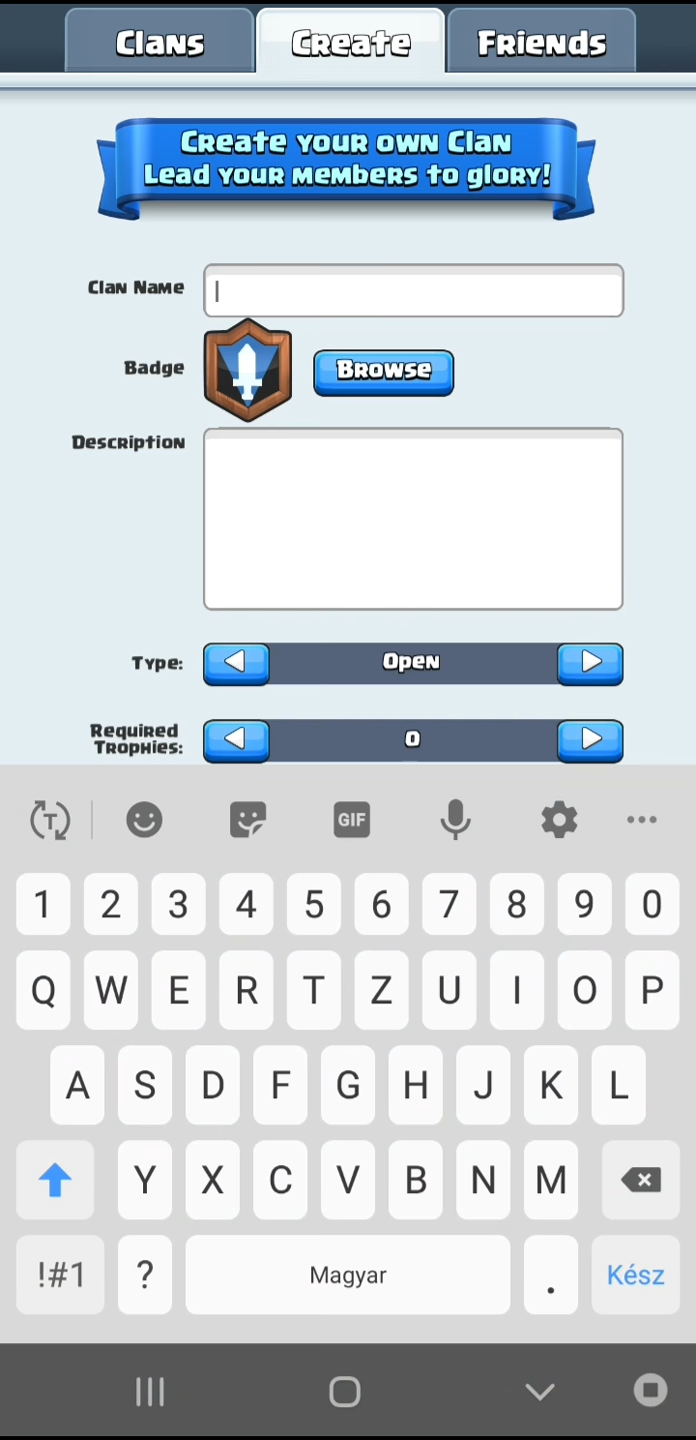 Clans Create Friends
Create your own Clan
Lead your members to glory!
Clan Name
Badge
Browse
Description
Type:
Open
Required
Trophies:
0
T
GIF
1 2 3 4 5 6 7 8 9 0
Q W E R T Z U I O P
A S D F G H J K L
Y X C V B N M
!#1 ? Magyar . Kész